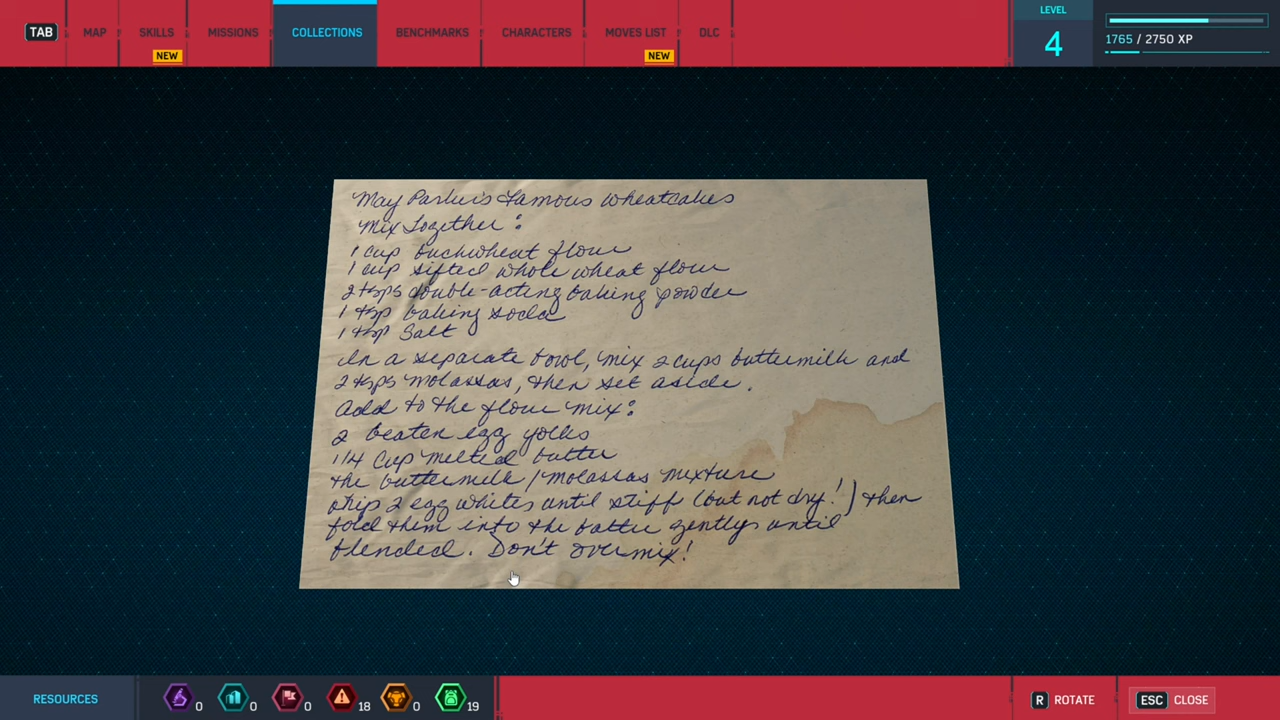 TAB
MAP
SKILLS
NEW
MISSIONS
COLLECTIONS
BENCHMARKS
CHARACTERS
MOVES LIST
NEW
DLC
LEVEL
4
1765 / 2750 XP
May Parker's Famous Wheatcakes
Mix Together:
1 cup buckwheat flour
1 cup sifted whole wheat flour
2 tsps double-acting baking powder
1 tsp baking soda
1 tsp Salt
In a separate bowl, mix 2 cups buttermilk and
2 tsps molassas, then set aside.
Add to the flour mix:
2 beaten egg yolks
1/4 Cup melted butter
the buttermilk/molassas mixture
Whip 2 egg whites until stiff (but not dry!) then
fold them into the batter gently until
blended. Don't overmix!
RESOURCES
0
0
0
18
0
19
R ROTATE
ESC CLOSE